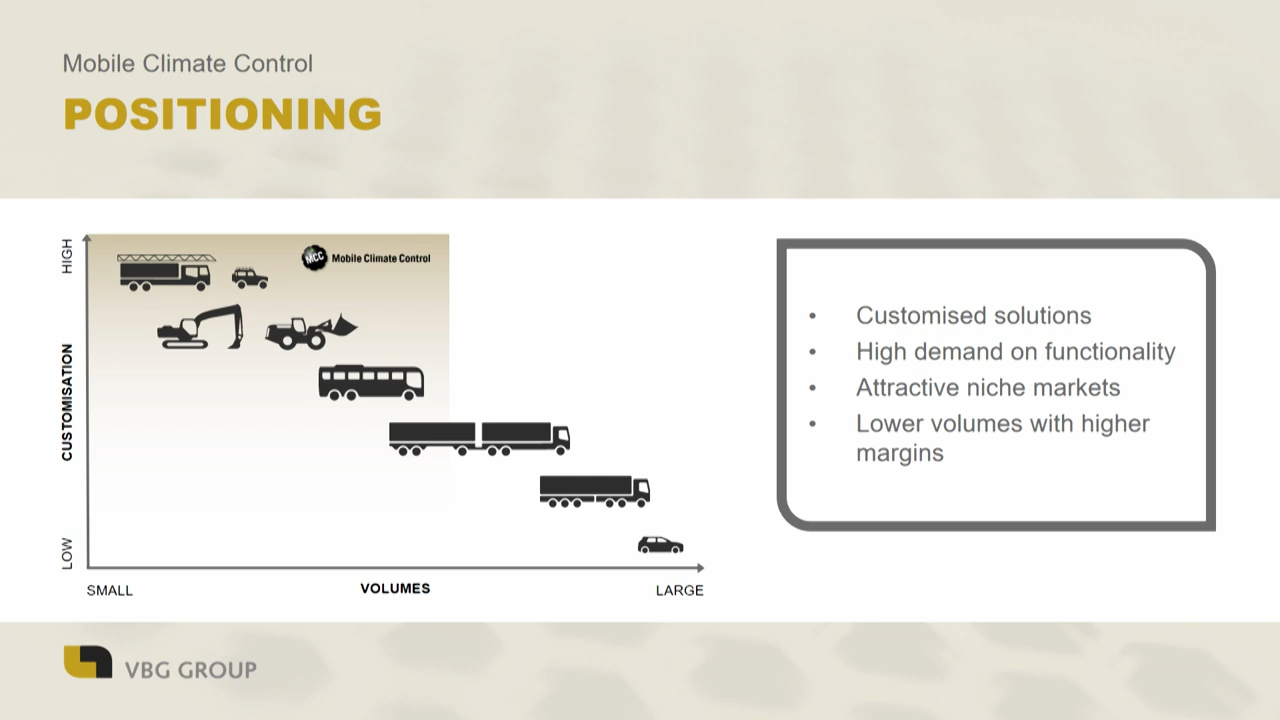 Mobile Climate Control
POSITIONING
HIGH
CUSTOMISATION
LOW
MCC Mobile Climate Control
SMALL
VOLUMES
LARGE
• Customised solutions
• High demand on functionality
• Attractive niche markets
• Lower volumes with higher
margins
VBG GROUP